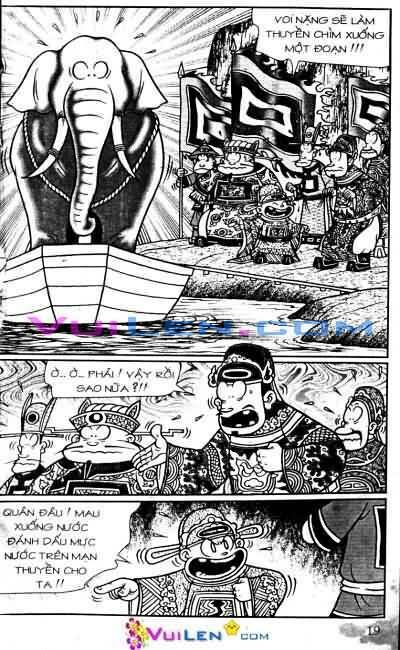 VOI NẶNG SẼ LÀM
THUYỀN CHÌM XUỐNG
MỘT ĐOẠN !!!
VUILEN.COM
Ờ.. Ờ.. PHẢI ! VẬY RỒI
SAO NỮA ?!!
QUÂN ĐÂU ! MAU
XUỐNG NƯỚC
ĐÁNH DẤU MỰC
NƯỚC TRÊN MẠN
THUYỀN CHO
TA !!
19
VUILEN.COM